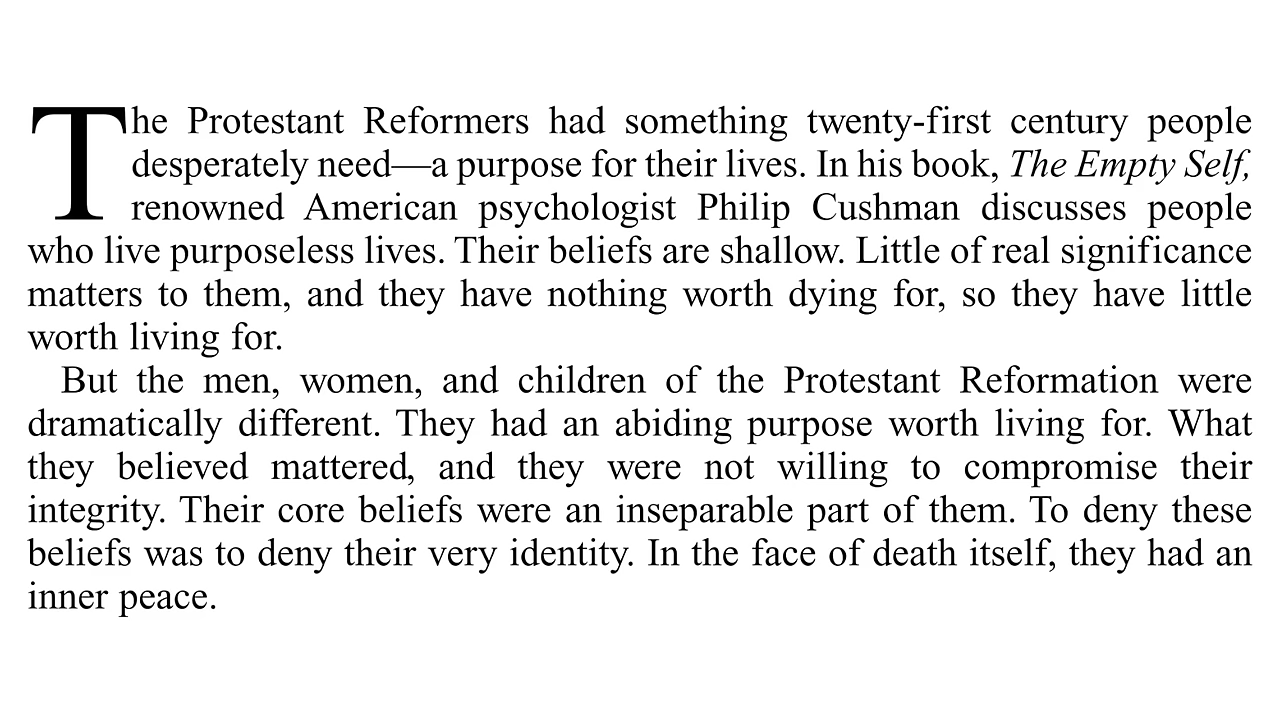 The Protestant Reformers had something twenty-first century people
desperately need—a purpose for their lives. In his book, The Empty Self,
renowned American psychologist Philip Cushman discusses people
who live purposeless lives. Their beliefs are shallow. Little of real significance
matters to them, and they have nothing worth dying for, so they have little
worth living for.
But the men, women, and children of the Protestant Reformation were
dramatically different. They had an abiding purpose worth living for. What
they believed mattered, and they were not willing to compromise their
integrity. Their core beliefs were an inseparable part of them. To deny these
beliefs was to deny their very identity. In the face of death itself, they had an
inner peace.